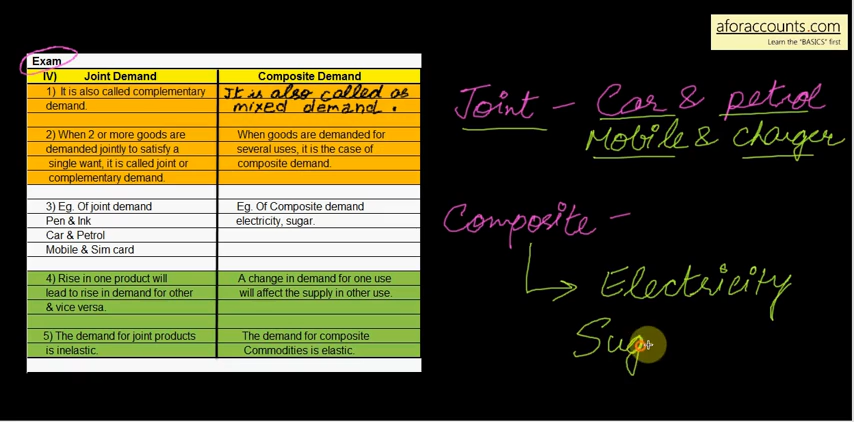 aforaccounts.com
Learn the "BASICS" first
Exam
IV) Joint Demand
Composite Demand
1) It is also called complementary
demand.
It is also called as
mixed demand.
2) When 2 or more goods are
demanded jointly to satisfy a
single want, it is called joint or
complementary demand.
When goods are demanded for
several uses, it is the case of
composite demand.
3) Eg. Of joint demand
Pen & Ink
Car & Petrol
Mobile & Sim card
Eg. Of Composite demand
electricity, sugar.
4) Rise in one product will
lead to rise in demand for other
& vice versa.
A change in demand for one use
will affect the supply in other use.
5) The demand for joint products
is inelastic.
The demand for composite
Commodities is elastic.
Joint - Car & petrol
Mobile & charger
Composite -
Electricity
Sug